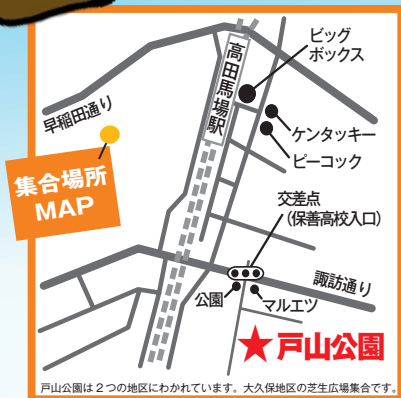 ビッグ
ボックス
高田馬場駅
早稲田通り
ケンタッキー
ピーコック
集合場所
MAP
交差点
(保善高校入口)
諏訪通り
公園
マルエツ
★戸山公園
戸山公園は2つの地区にわかれています。大久保地区の芝生広場集合です。